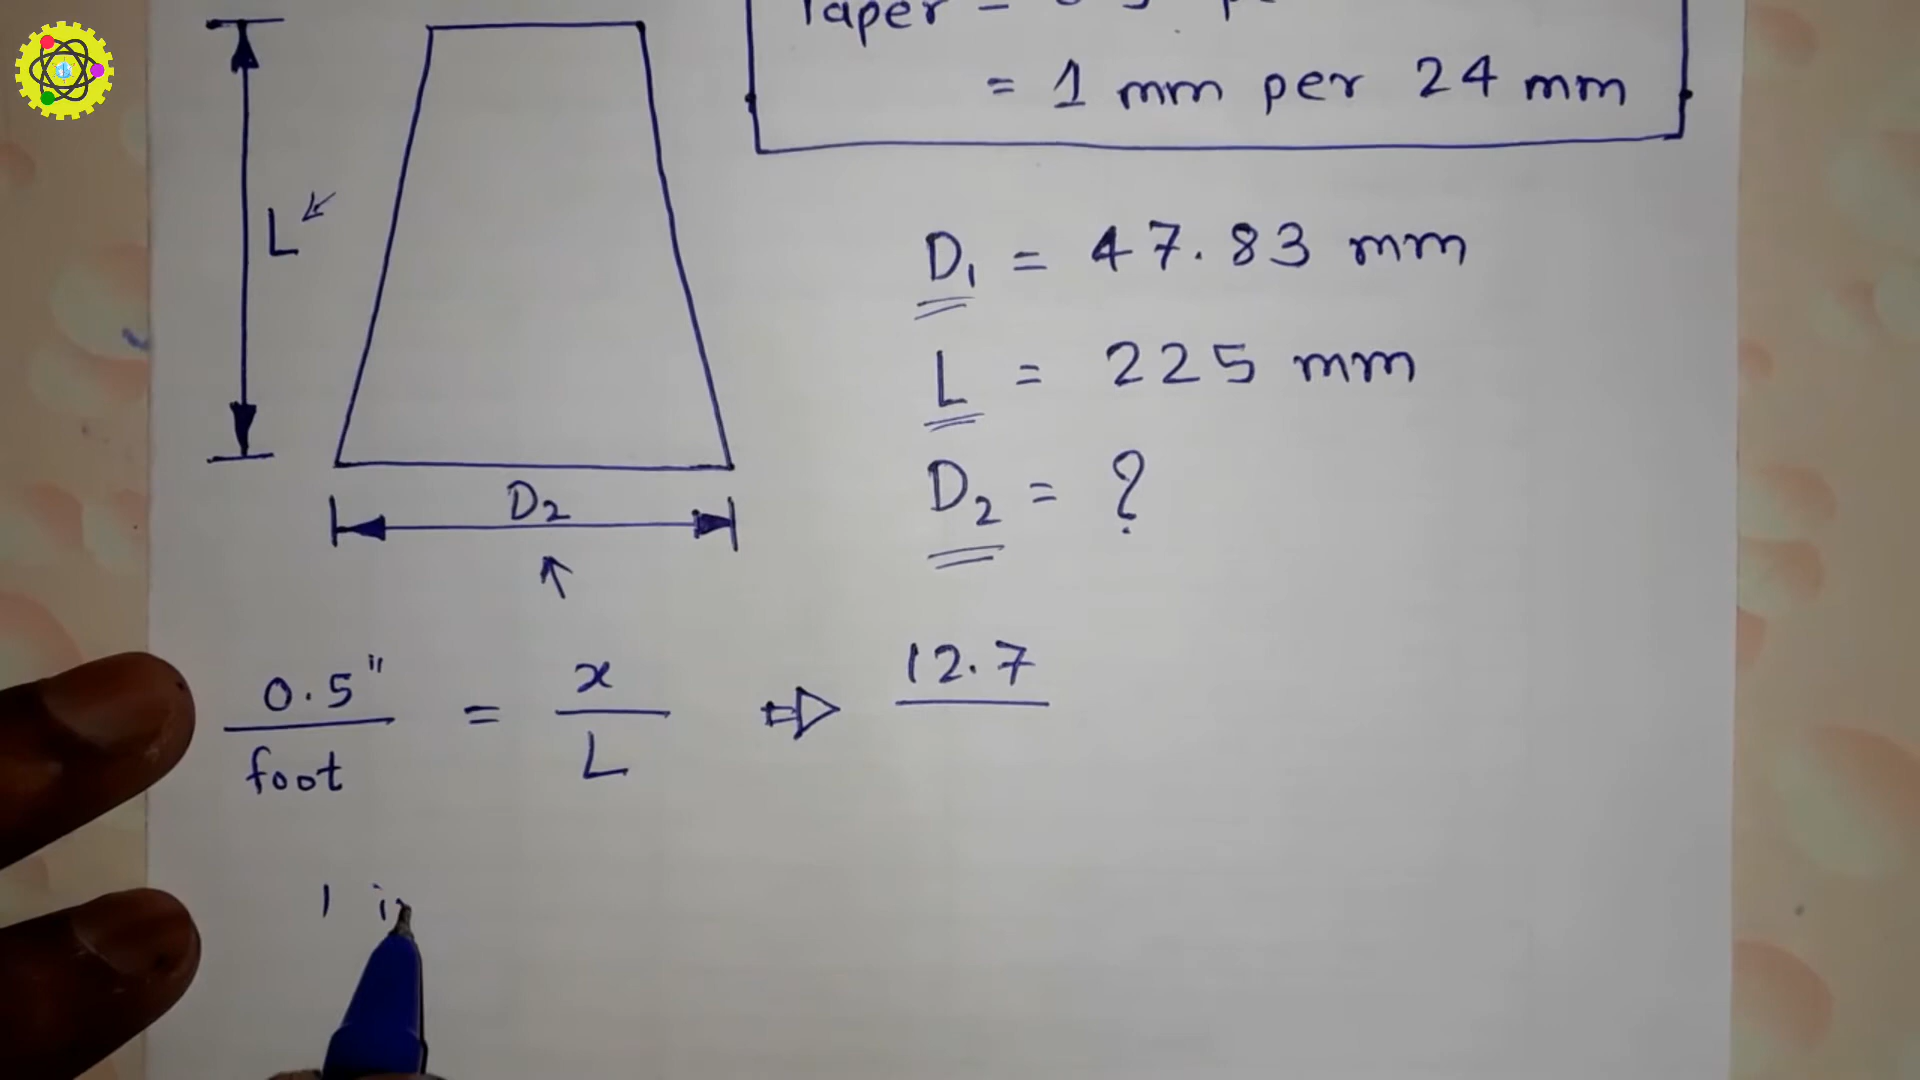 Taper =
= 1 mm per 24 mm
L
D1 = 47.83 mm
L = 225 mm
D2 = ?
D2
0.5" / foot = x / L ⇨ 12.7
1 i